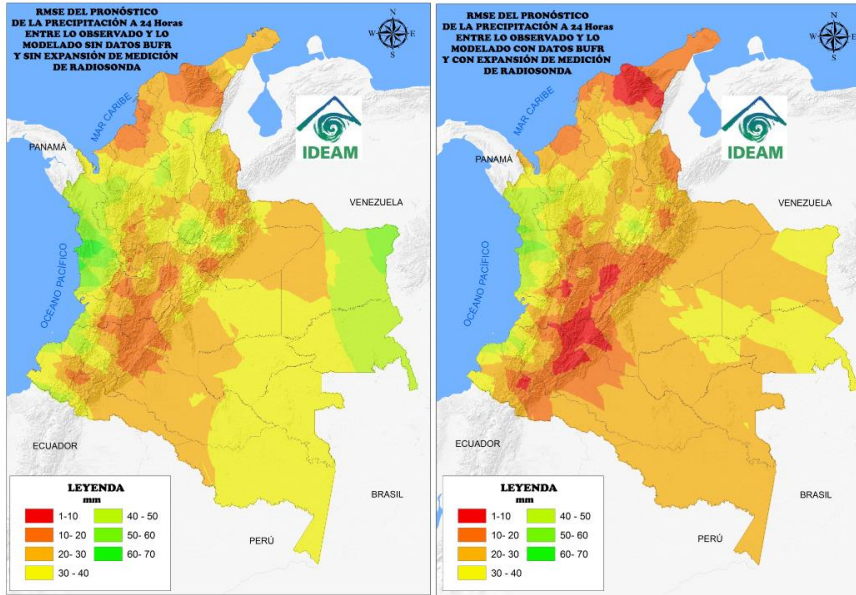 RMSE DEL PRONÓSTICO
DE LA PRECIPITACIÓN A 24 Horas
ENTRE LO OBSERVADO Y LO
MODELADO SIN DATOS BUFR
Y SIN EXPANSIÓN DE MEDICIÓN
DE RADIOSONDA
N
W
E
S
MAR CARIBE
IDEAM
PANAMÁ
VENEZUELA
OCÉANO PACÍFICO
ECUADOR
BRASIL
PERÚ
LEYENDA
mm
1-10
40 - 50
10- 20
50- 60
20- 30
60- 70
30 - 40
RMSE DEL PRONÓSTICO
DE LA PRECIPITACIÓN A 24 Horas
ENTRE LO OBSERVADO Y LO
MODELADO CON DATOS BUFR
Y CON EXPANSIÓN DE MEDICIÓN
DE RADIOSONDA
N
W
E
S
MAR CARIBE
IDEAM
PANAMÁ
VENEZUELA
OCÉANO PACÍFICO
ECUADOR
BRASIL
PERÚ
LEYENDA
mm
1-10
40 - 50
10- 20
50- 60
20- 30
60- 70
30 - 40